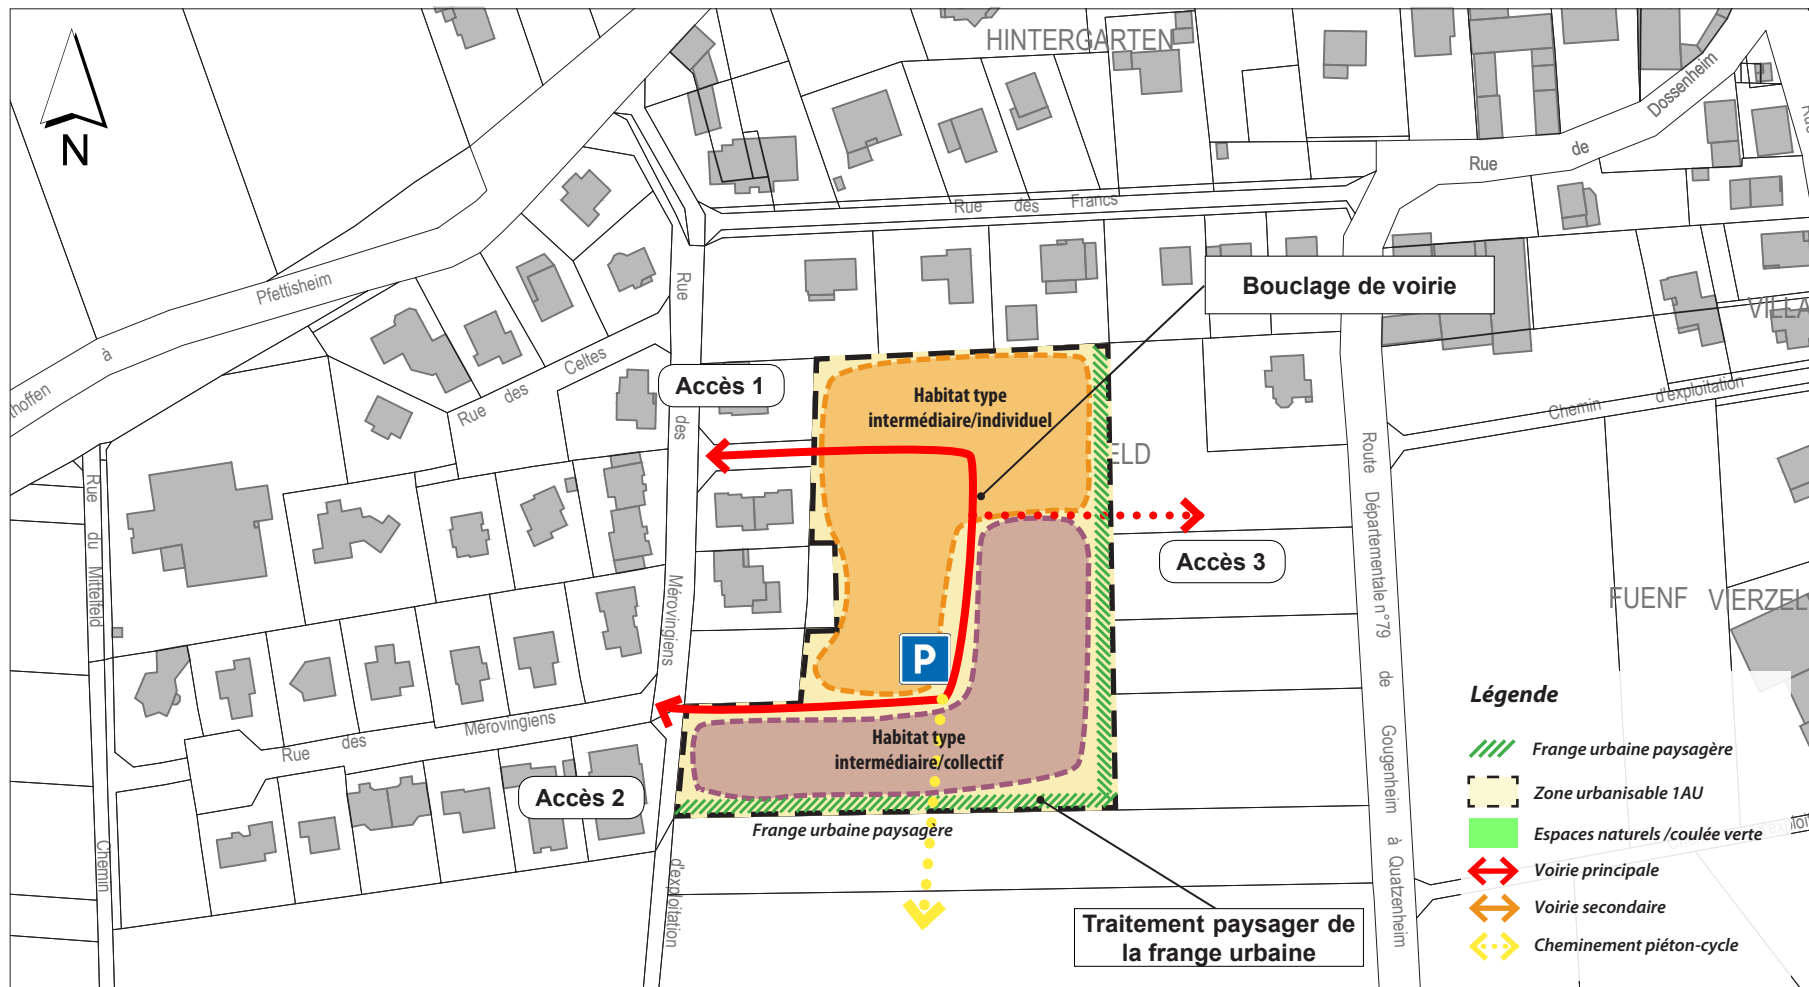 HINTERGARTEN
N
Rue de Dossenheim
Rue des Francs
Pfettisheim
à
thoffen
Rue des Celtes
Rue des Mérovingiens
d'exploitation
Bouclage de voirie
VILLA
Accès 1
Habitat type
intermédiaire/individuel
ELD
Chemin d'exploitation
Rue du Mittelfeld
Chemin
Route Départementale n°79 de Gougenheim à Quatzenheim
Accès 3
FUENF VIERZEL
P
Rue des Mérovingiens
Habitat type
intermédiaire/collectif
Accès 2
Frange urbaine paysagère
Traitement paysager de
la frange urbaine
Légende
Frange urbaine paysagère
Zone urbanisable 1AU
Espaces naturels /coulée verte
Voirie principale
Voirie secondaire
Cheminement piéton-cycle